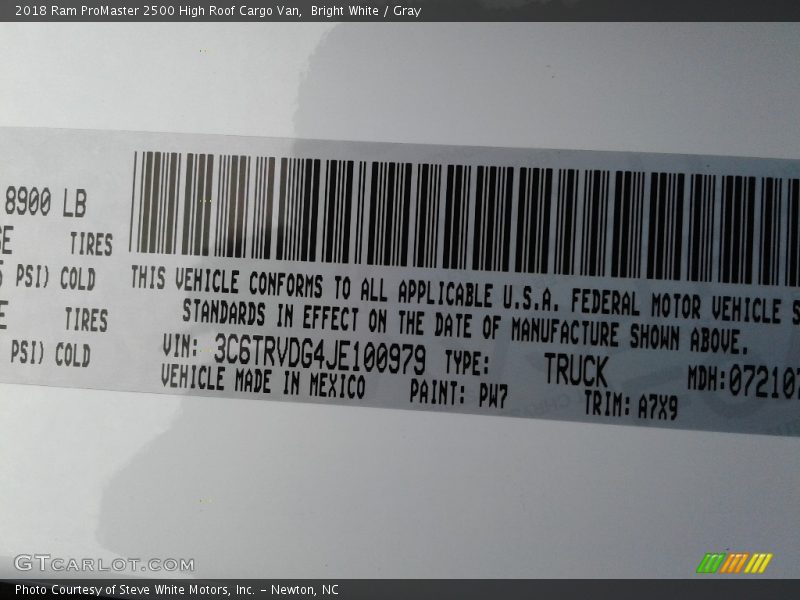 2018 Ram ProMaster 2500 High Roof Cargo Van,  Bright White / Gray
8900 LB
TIRES
PSI) COLD
TIRES
PSI) COLD
THIS VEHICLE CONFORMS TO ALL APPLICABLE U.S.A. FEDERAL MOTOR VEHICLE S
STANDARDS IN EFFECT ON THE DATE OF MANUFACTURE SHOWN ABOVE.
VIN: 3C6TRVDG4JE100979 TYPE: TRUCK MDH:072107
VEHICLE MADE IN MEXICO PAINT: PW7 TRIM: A7X9
GTCARLOT.COM
Photo Courtesy of Steve White Motors, Inc. - Newton, NC